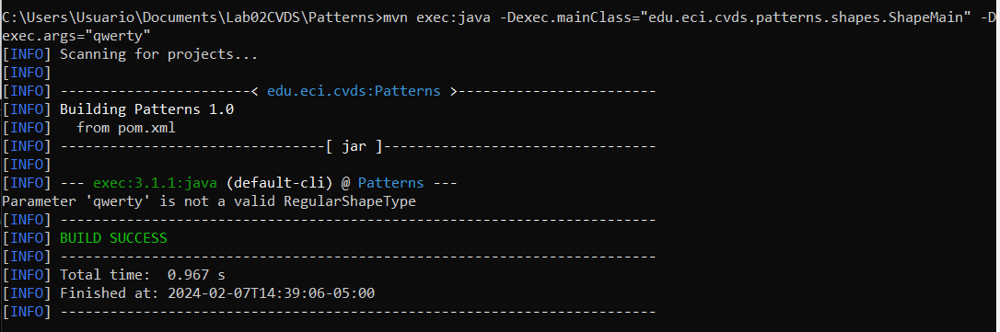 C:\Users\Usuario\Documents\Lab02CVDS\Patterns>mvn exec:java -Dexec.mainClass="edu.eci.cvds.patterns.shapes.ShapeMain" -D
exec.args="qwerty"
[INFO] Scanning for projects...
[INFO]
[INFO] -----------------------< edu.eci.cvds:Patterns >------------------------
[INFO] Building Patterns 1.0
[INFO]   from pom.xml
[INFO] --------------------------------[ jar ]---------------------------------
[INFO]
[INFO] --- exec:3.1.1:java (default-cli) @ Patterns ---
Parameter 'qwerty' is not a valid RegularShapeType
[INFO] ------------------------------------------------------------------------
[INFO] BUILD SUCCESS
[INFO] ------------------------------------------------------------------------
[INFO] Total time:  0.967 s
[INFO] Finished at: 2024-02-07T14:39:06-05:00
[INFO] ------------------------------------------------------------------------